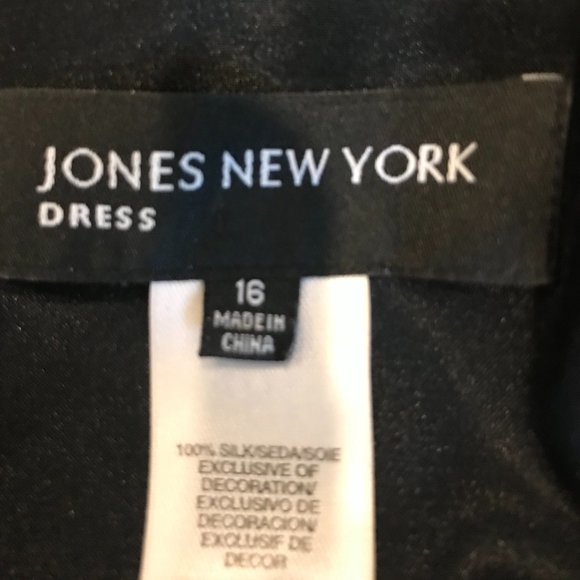 JONES NEW YORK
DRESS
16
MADE IN
CHINA
100% SILK/SEDA/SOIE
EXCLUSIVE OF
DECORATION/
EXCLUSIVO DE
DECORACION/
EXCLUSIF DE
DECOR